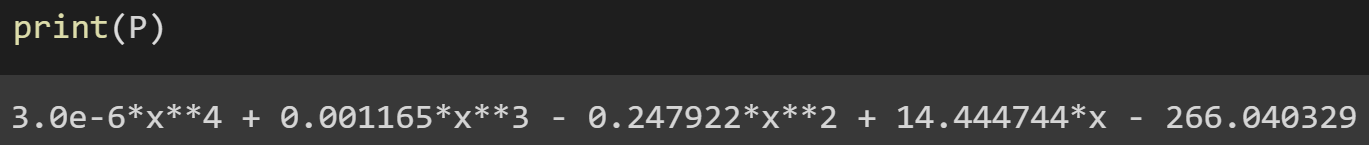 print(P)
3.0e-6*x**4 + 0.001165*x**3 - 0.247922*x**2 + 14.444744*x - 266.040329